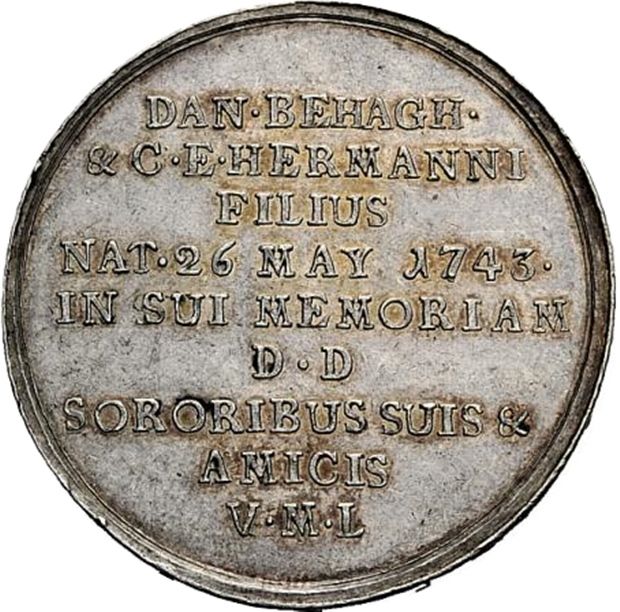 DAN·BEHAGH·
& C·E·HERMANNI
FILIUS
NAT·26 MAY 1743·
IN SUI MEMORIAM
D·D
SORORIBUS SUIS &
AMICIS
V·M·L